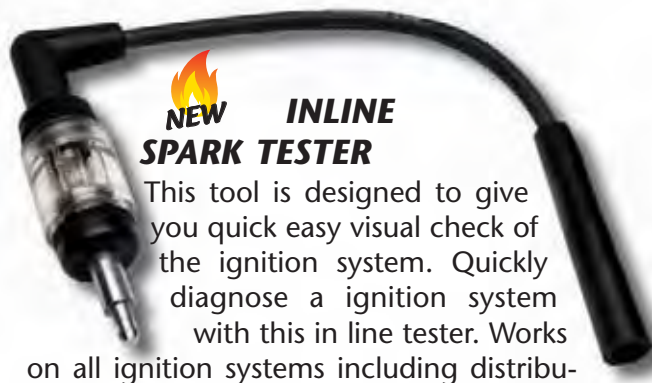 NEW INLINE
SPARK TESTER
This tool is designed to give
you quick easy visual check of
the ignition system. Quickly
diagnose a ignition system
with this in line tester. Works
on all ignition systems including distribu-